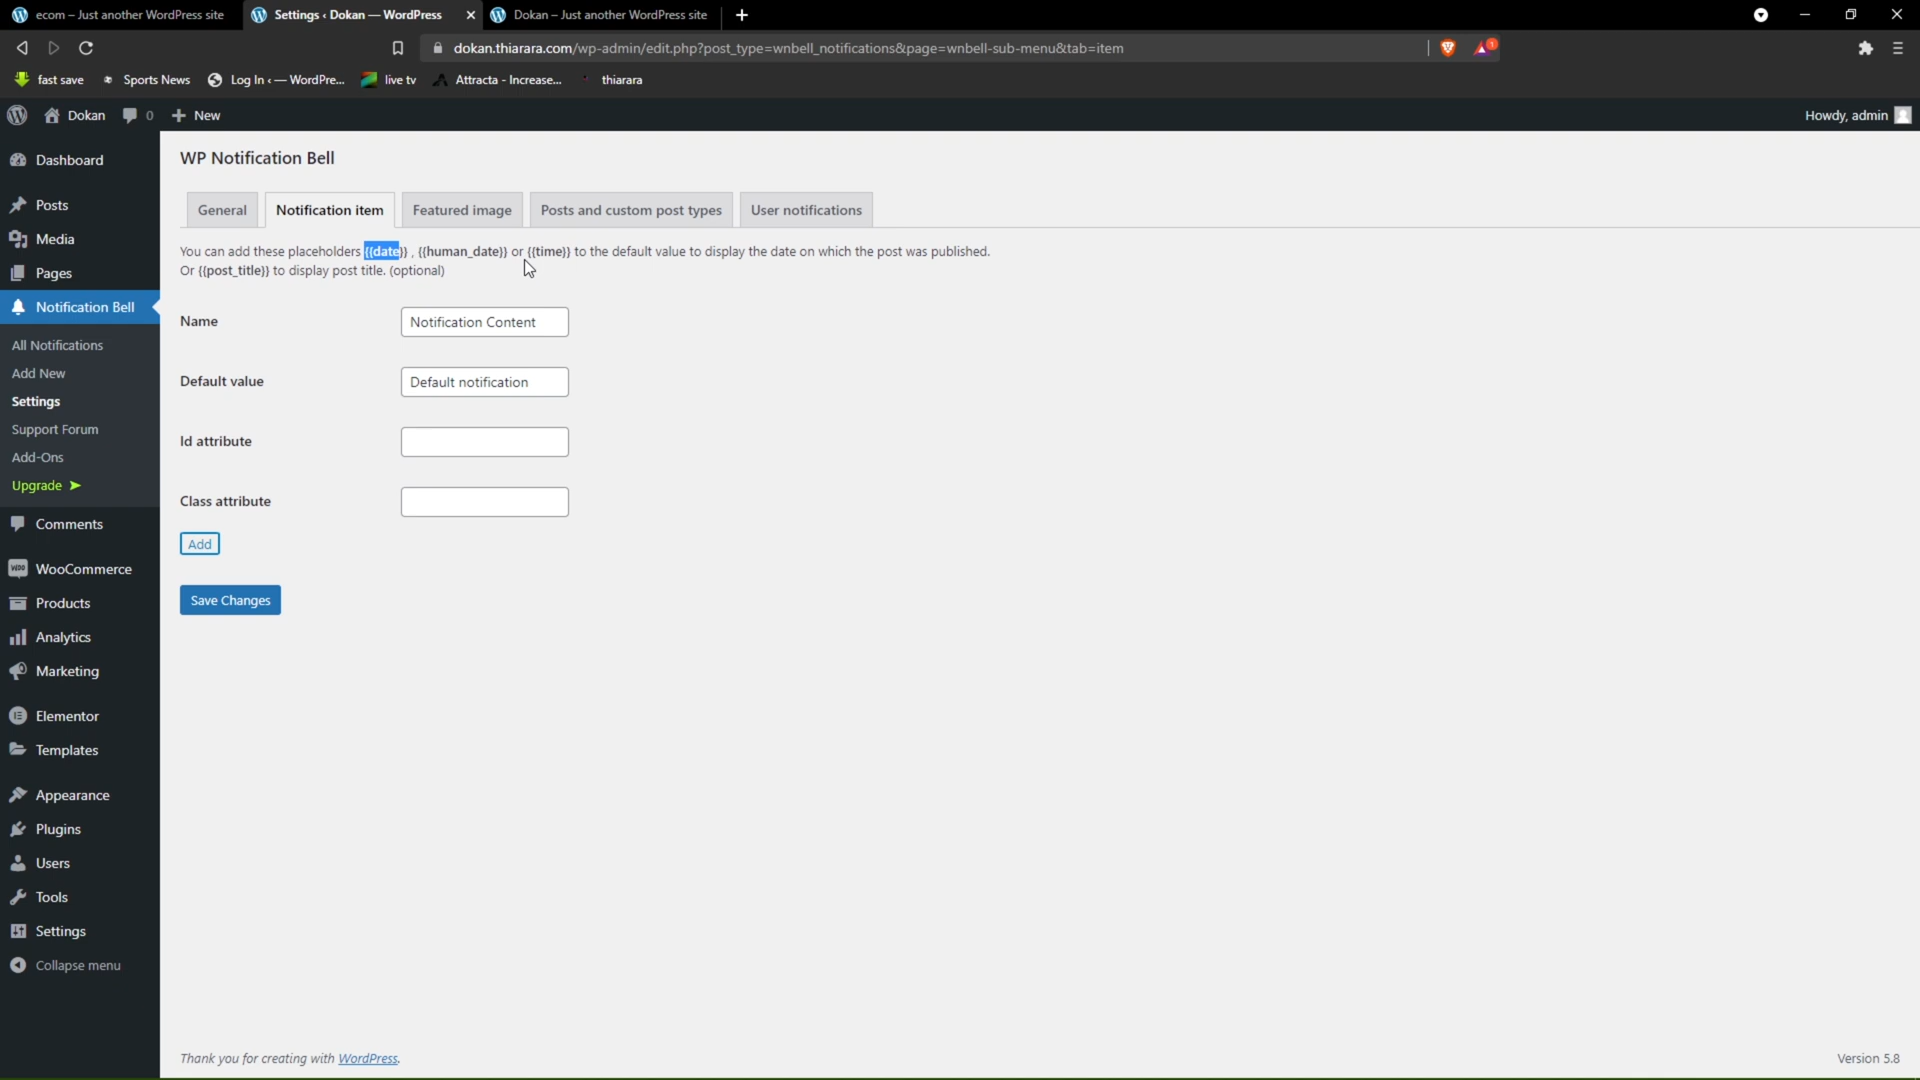 ecom – Just another WordPress site
Settings ‹ Dokan — WordPress
Dokan – Just another WordPress site
dokan.thiarara.com/wp-admin/edit.php?post_type=wnbell_notifications&page=wnbell-sub-menu&tab=item
1
fast save
Sports News
Log In ‹ — WordPre...
live tv
Attracta - Increase...
thiarara
Dokan
0
New
Howdy, admin
Dashboard
Posts
Media
Pages
Notification Bell
All Notifications
Add New
Settings
Support Forum
Add-Ons
Upgrade ➤
Comments
WooCommerce
Products
Analytics
Marketing
Elementor
Templates
Appearance
Plugins
Users
Tools
Settings
Collapse menu
WP Notification Bell
General
Notification item
Featured image
Posts and custom post types
User notifications
You can add these placeholders {{date}} , {{human_date}} or {{time}} to the default value to display the date on which the post was published.
Or {{post_title}} to display post title. (optional)
Name
Notification Content
Default value
Default notification
Id attribute
Class attribute
Add
Save Changes
Thank you for creating with WordPress.
Version 5.8